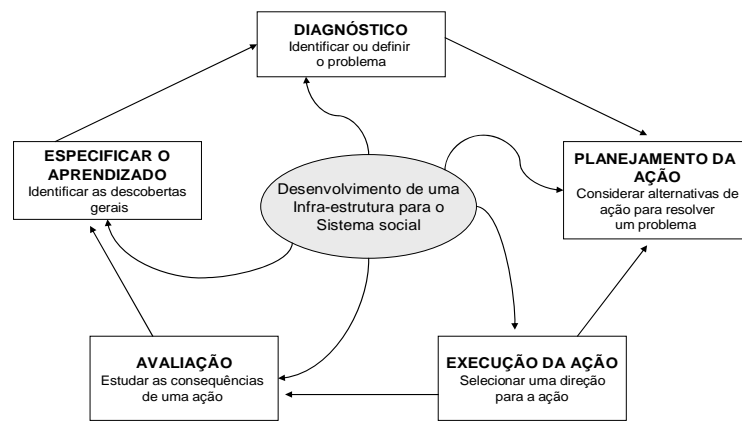 DIAGNÓSTICO
Identificar ou definir
o problema
ESPECIFICAR O
APRENDIZADO
Identificar as descobertas
gerais
Desenvolvimento de uma
Infra-estrutura para o
Sistema social
PLANEJAMENTO DA
AÇÃO
Considerar alternativas de
ação para resolver
um problema
AVALIAÇÃO
Estudar as consequências
de uma ação
EXECUÇÃO DA AÇÃO
Selecionar uma direção
para a ação